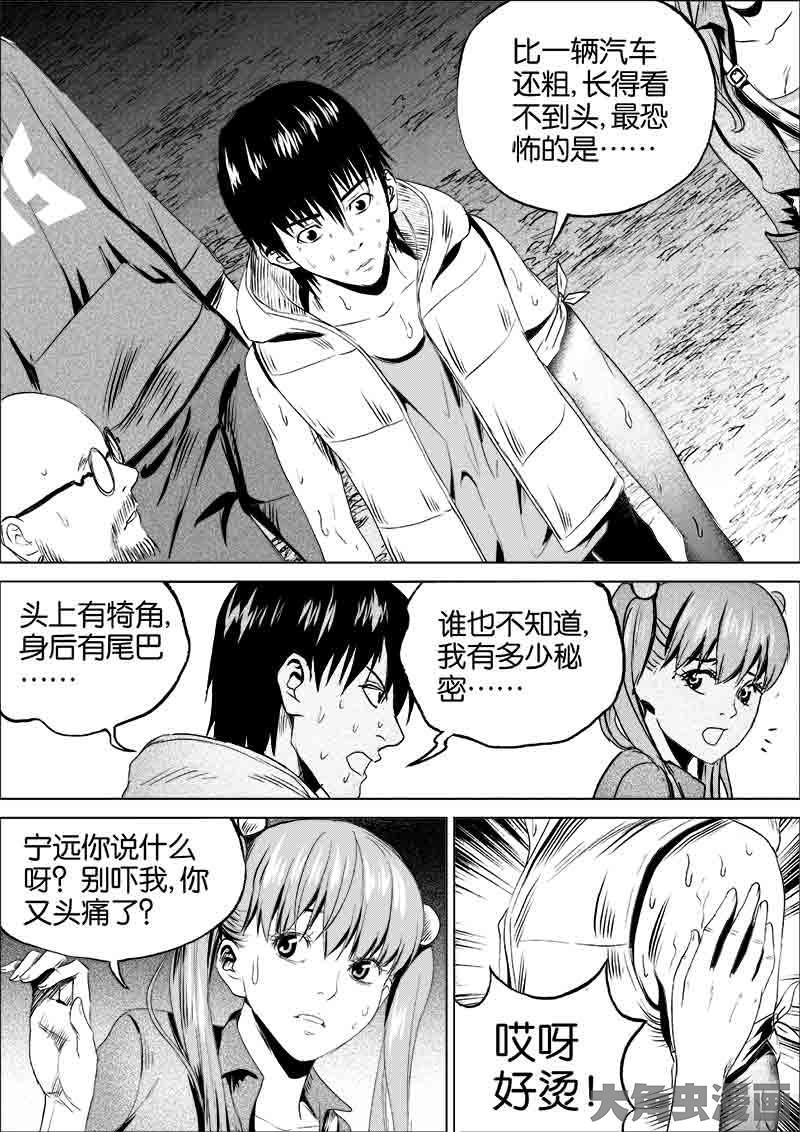 比一辆汽车
还粗，长得看
不到头，最恐
怖的是……
头上有犄角，
身后有尾巴
……
谁也不知道，
我有多少秘
密……
宁远你说什么
呀？别吓我，你
又头痛了？
哎呀
好烫！
大角虫漫画